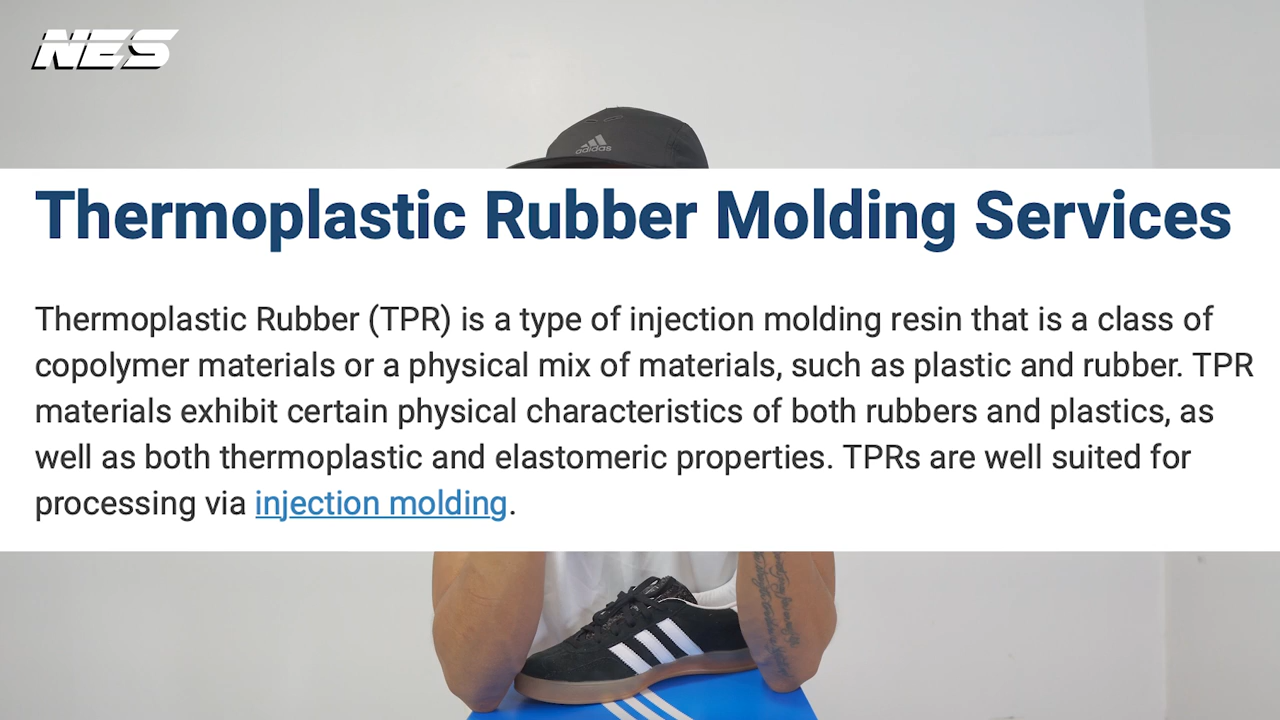 NES
adidas
Thermoplastic Rubber Molding Services
Thermoplastic Rubber (TPR) is a type of injection molding resin that is a class of
copolymer materials or a physical mix of materials, such as plastic and rubber. TPR
materials exhibit certain physical characteristics of both rubbers and plastics, as
well as both thermoplastic and elastomeric properties. TPRs are well suited for
processing via injection molding.